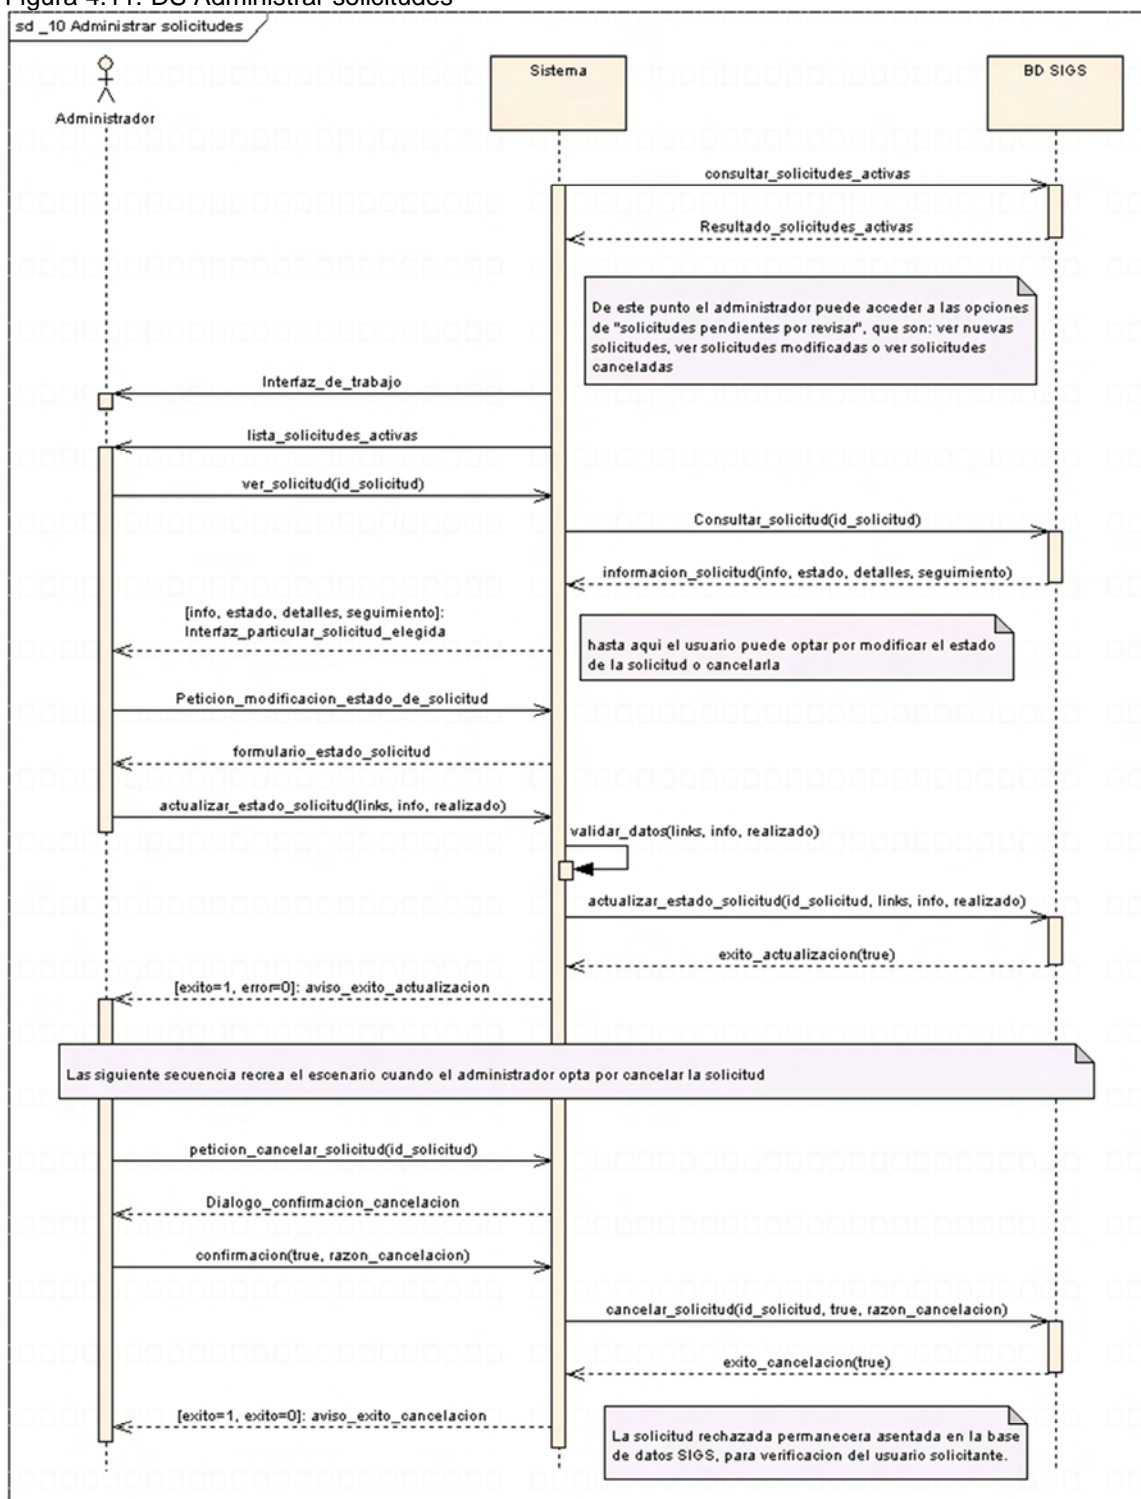 Figura 4.11. DS Administrar solicitudes
sd _10 Administrar solicitudes
Administrador
Sistema
BD SIGS
consultar_solicitudes_activas
Resultado_solicitudes_activas
De este punto el administrador puede acceder a las opciones
de "solicitudes pendientes por revisar", que son: ver nuevas
solicitudes, ver solicitudes modificadas o ver solicitudes
canceladas
Interfaz_de_trabajo
lista_solicitudes_activas
ver_solicitud(id_solicitud)
Consultar_solicitud(id_solicitud)
informacion_solicitud(info, estado, detalles, seguimiento)
[info, estado, detalles, seguimiento]:
Interfaz_particular_solicitud_elegida
hasta aqui el usuario puede optar por modificar el estado
de la solicitud o cancelarla
Peticion_modificacion_estado_de_solicitud
formulario_estado_solicitud
actualizar_estado_solicitud(links, info, realizado)
validar_datos(links, info, realizado)
actualizar_estado_solicitud(id_solicitud, links, info, realizado)
exito_actualizacion(true)
[exito=1, error=0]: aviso_exito_actualizacion
Las siguiente secuencia recrea el escenario cuando el administrador opta por cancelar la solicitud
peticion_cancelar_solicitud(id_solicitud)
Dialogo_confirmacion_cancelacion
confirmacion(true, razon_cancelacion)
cancelar_solicitud(id_solicitud, true, razon_cancelacion)
exito_cancelacion(true)
[exito=1, exito=0]: aviso_exito_cancelacion
La solicitud rechazada permanecera asentada en la base
de datos SIGS, para verificacion del usuario solicitante.